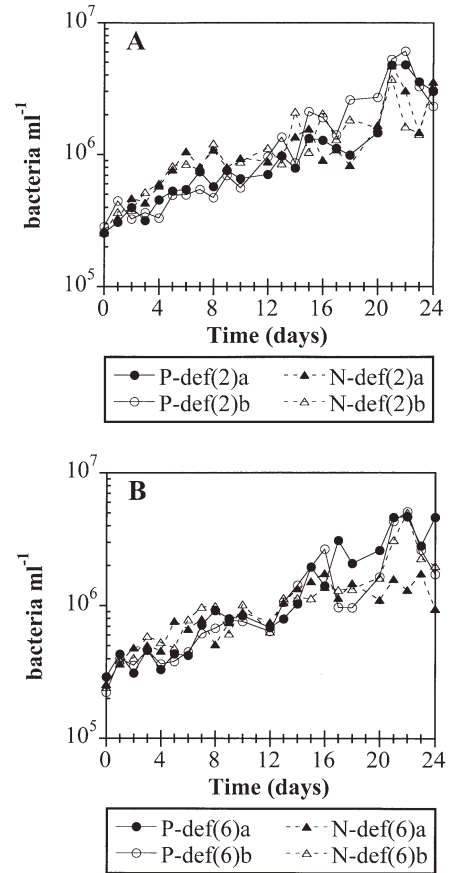 A
10^7
10^6
10^5
bacteria ml^-1
0 4 8 12 16 20 24
Time (days)
P-def(2)a N-def(2)a
P-def(2)b N-def(2)b
B
10^7
10^6
10^5
bacteria ml^-1
0 4 8 12 16 20 24
Time (days)
P-def(6)a N-def(6)a
P-def(6)b N-def(6)b